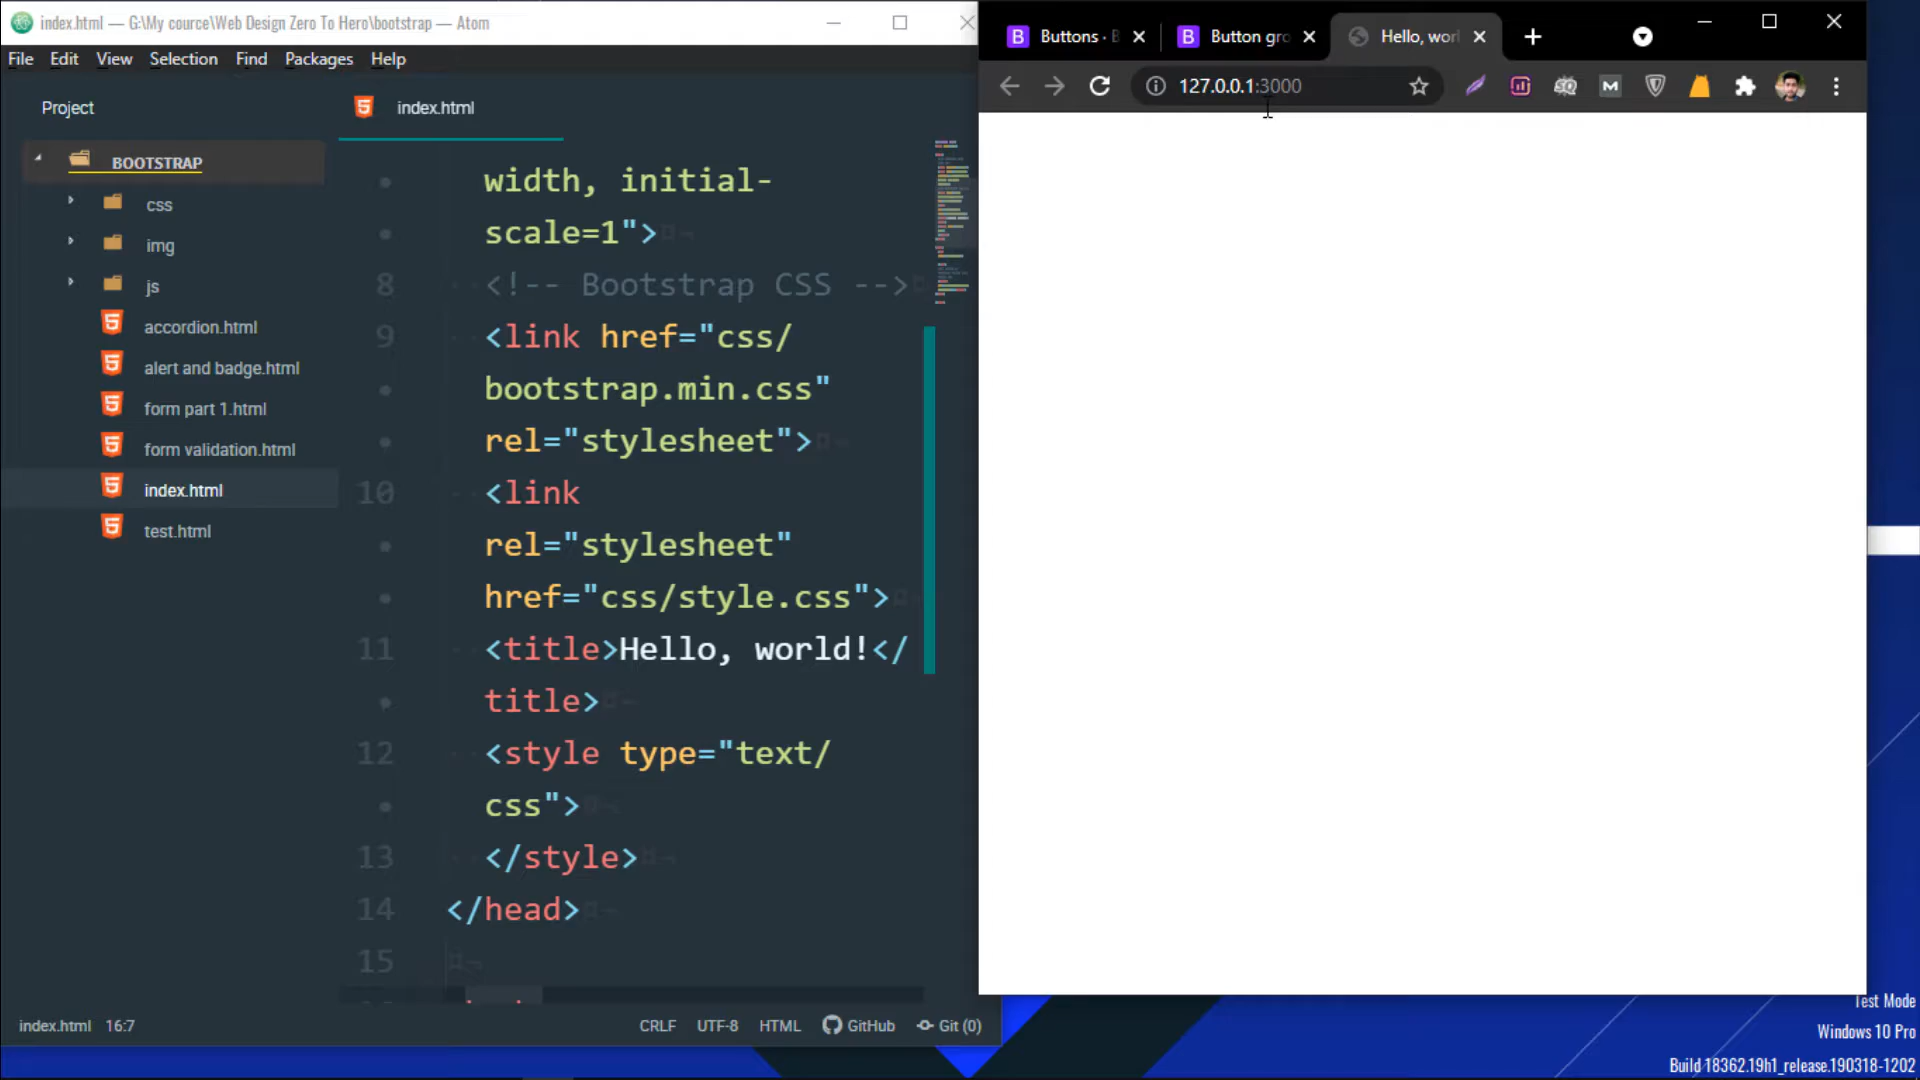 index.html — G:\My cource\Web Design Zero To Hero\bootstrap — Atom
File Edit View Selection Find Packages Help
Project
BOOTSTRAP
css
img
js
accordion.html
alert and badge.html
form part 1.html
form validation.html
index.html
test.html
index.html
width, initial-
scale=1">
8 <!-- Bootstrap CSS -->
9 <link href="css/
bootstrap.min.css"
rel="stylesheet">
10 <link
rel="stylesheet"
href="css/style.css">
11 <title>Hello, world!</
title>
12 <style type="text/
css">
13 </style>
14 </head>
15
index.html 16:7
CRLF UTF-8 HTML GitHub Git (0)
Buttons · B
Button gro
Hello, worl
127.0.0.1:3000
Test Mode
Windows 10 Pro
Build 18362.19h1_release.190318-1202